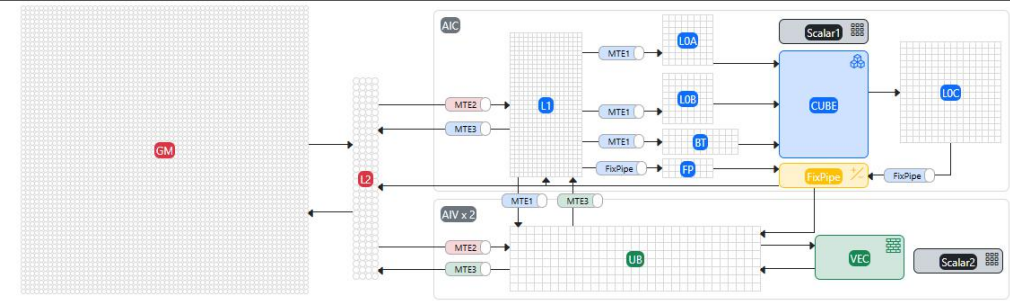 AIC
Scalar1
L0A
MTE1
L1
MTE2
MTE3
L0B
MTE1
CUBE
L0C
GM
MTE1
BT
FixPipe
FP
FixPipe
FixPipe
L2
MTE1
MTE3
AIV x 2
MTE2
MTE3
UB
VEC
Scalar2